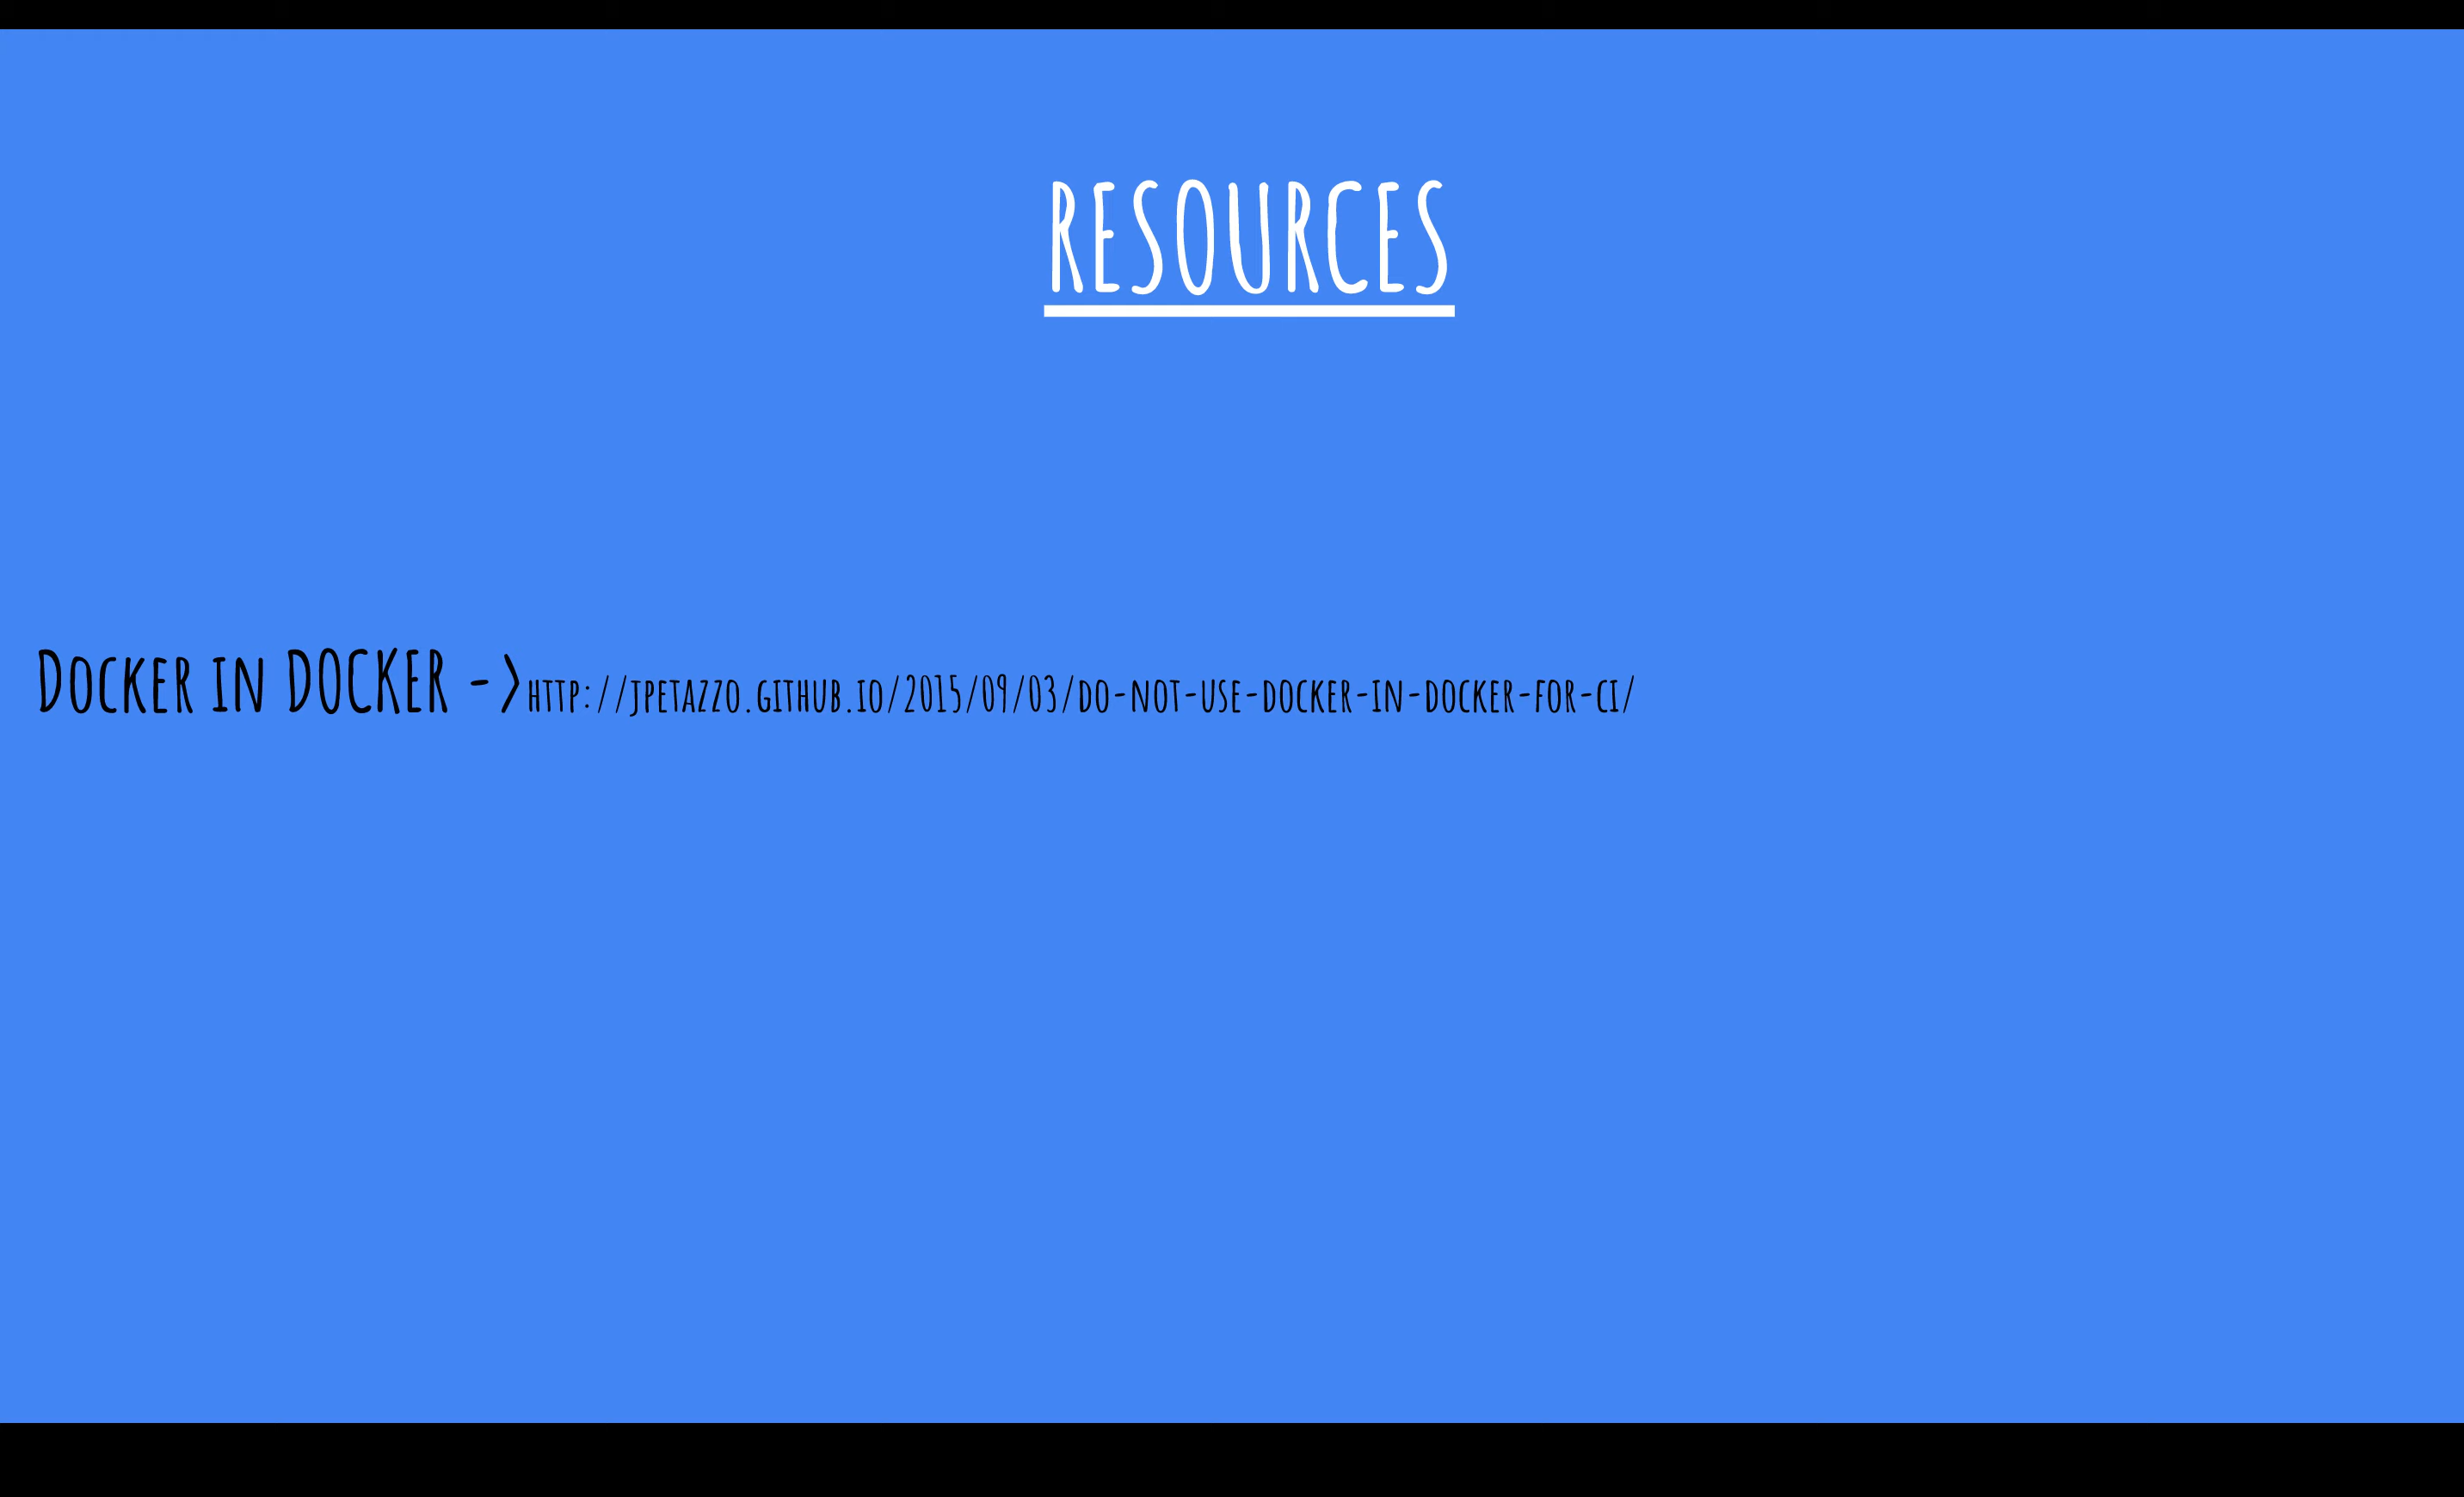 RESOURCES
DOCKER IN DOCKER -> HTTP://JPETAZZO.GITHUB.IO/2015/09/03/DO-NOT-USE-DOCKER-IN-DOCKER-FOR-CI/